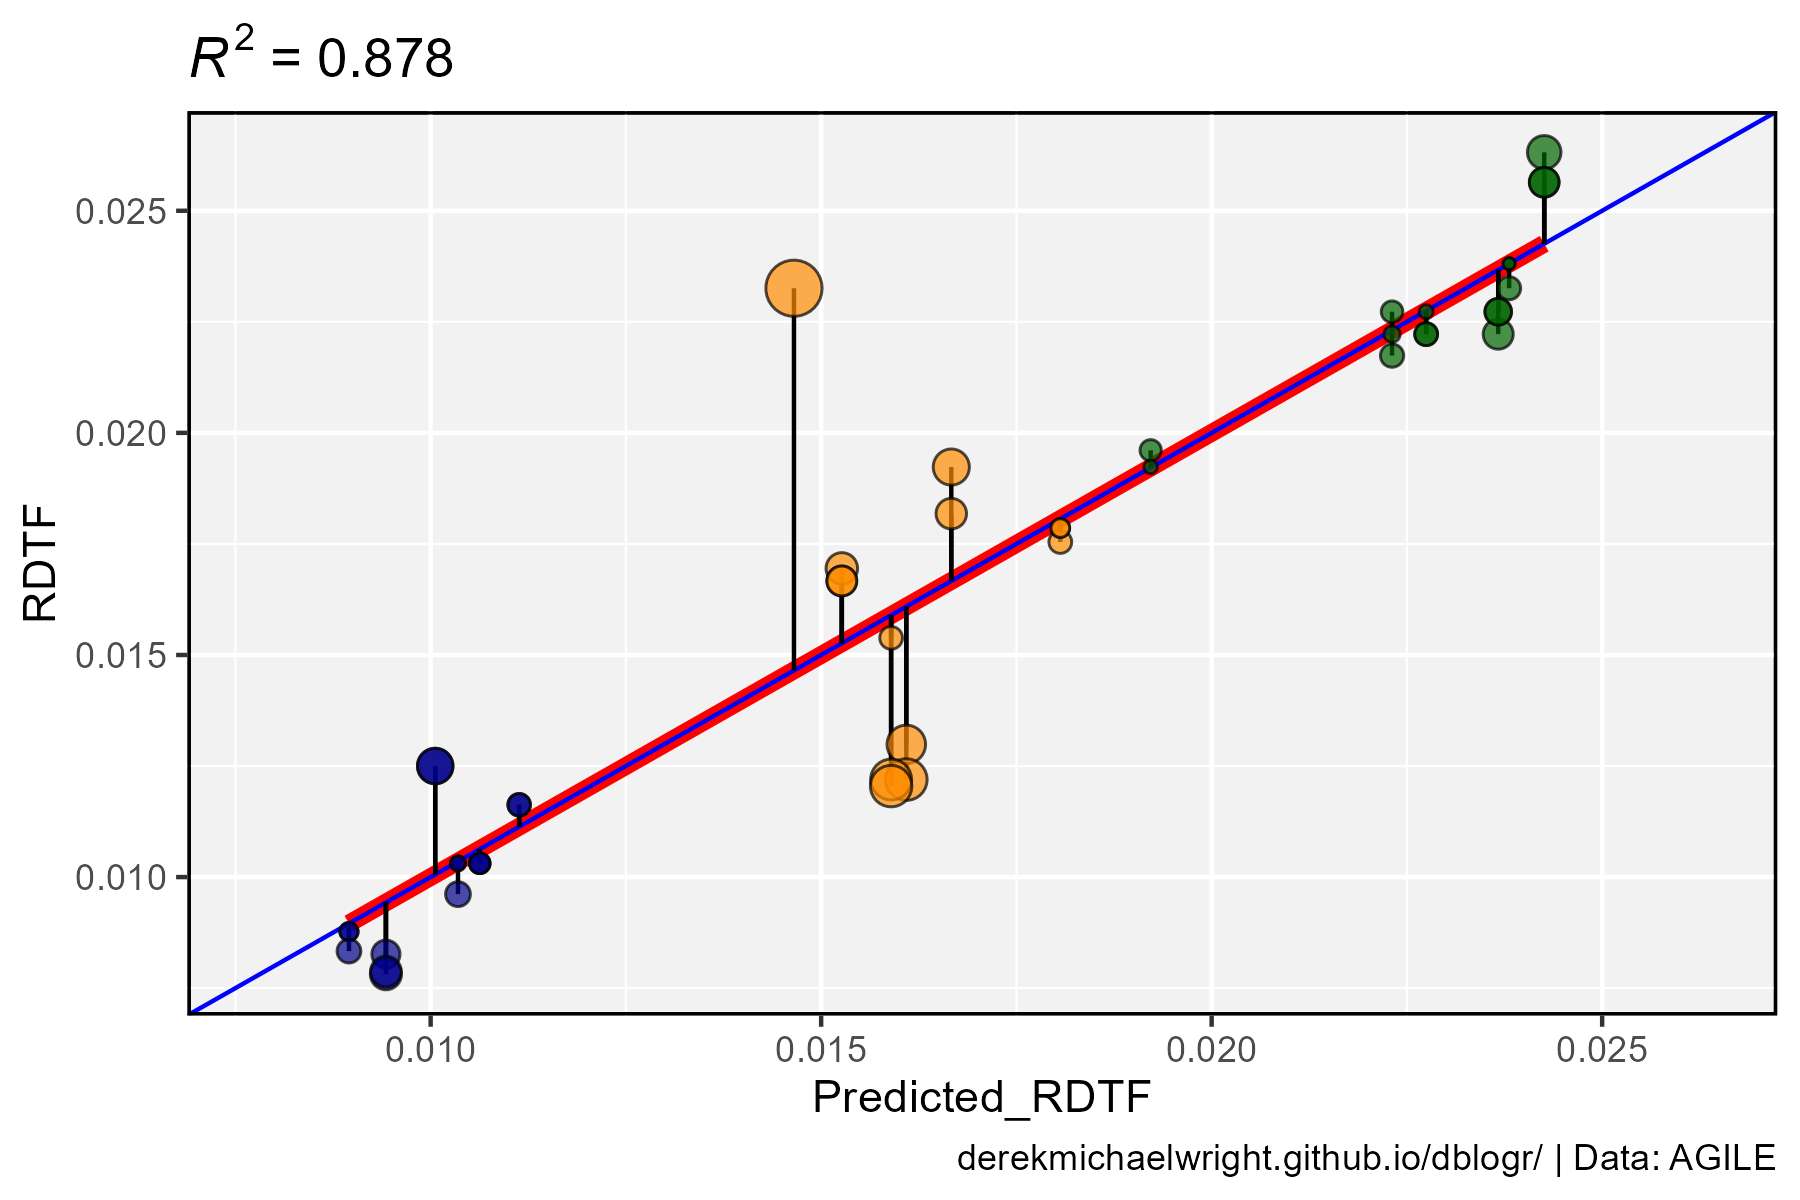 R² = 0.878
RDTF
0.025
0.020
0.015
0.010
0.010 0.015 0.020 0.025
Predicted_RDTF
derekmichaelwright.github.io/dblogr/ | Data: AGILE